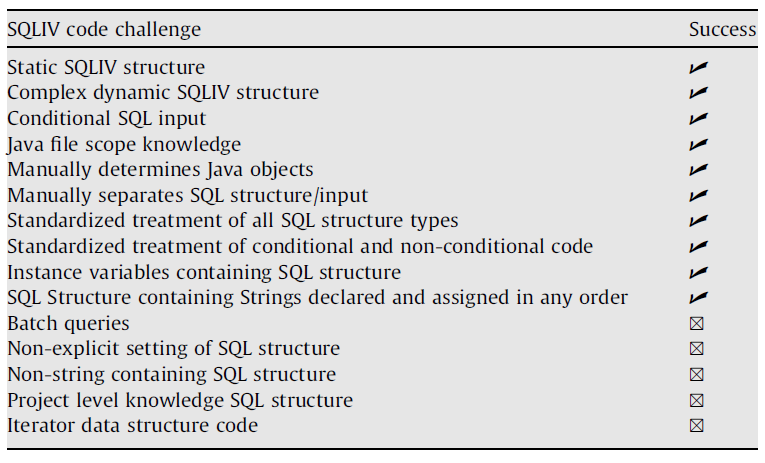 SQLIV code challenge Success
Static SQLIV structure ✓
Complex dynamic SQLIV structure ✓
Conditional SQL input ✓
Java file scope knowledge ✓
Manually determines Java objects ✓
Manually separates SQL structure/input ✓
Standardized treatment of all SQL structure types ✓
Standardized treatment of conditional and non-conditional code ✓
Instance variables containing SQL structure ✓
SQL Structure containing Strings declared and assigned in any order ✓
Batch queries ☒
Non-explicit setting of SQL structure ☒
Non-string containing SQL structure ☒
Project level knowledge SQL structure ☒
Iterator data structure code ☒